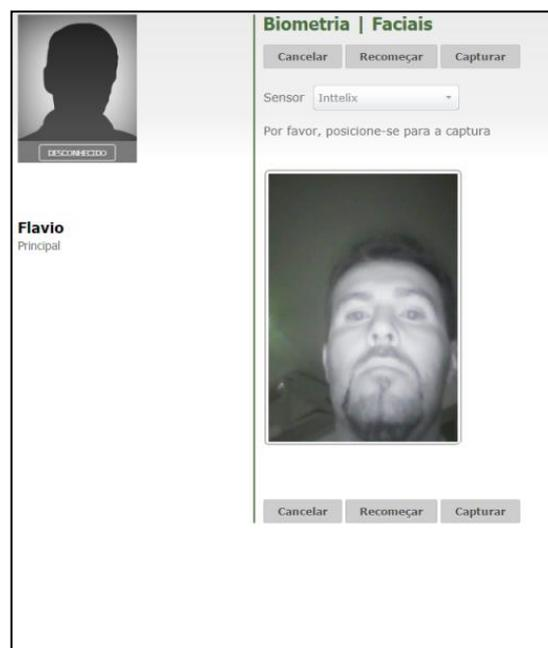 DESCONHECIDO
Flavio
Principal
Biometria | Faciais
Cancelar Recomeçar Capturar
Sensor Inttelix
Por favor, posicione-se para a captura
Cancelar Recomeçar Capturar